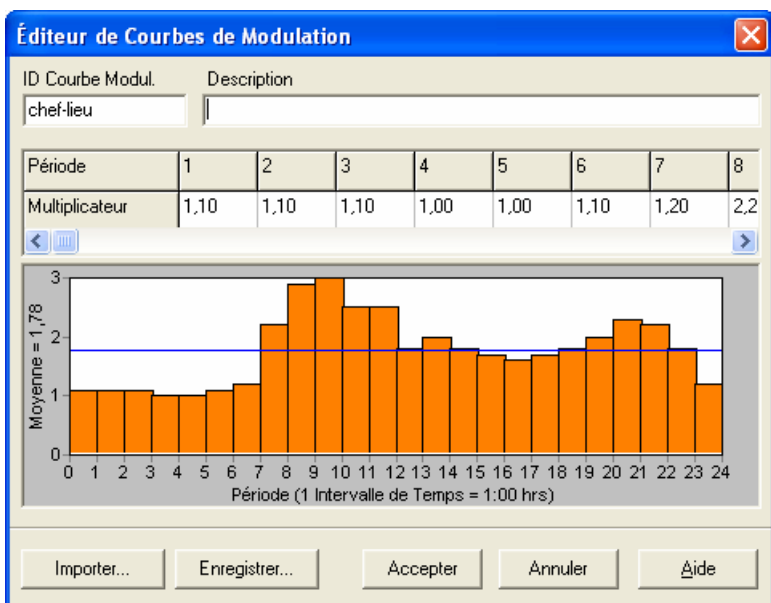 Éditeur de Courbes de Modulation
ID Courbe Modul. Description
chef-lieu
Période 1 2 3 4 5 6 7 8
Multiplicateur 1,10 1,10 1,10 1,00 1,00 1,10 1,20 2,2
Moyenne = 1,78
3
2
1
0
0 1 2 3 4 5 6 7 8 9 10 11 12 13 14 15 16 17 18 19 20 21 22 23 24
Période (1 Intervalle de Temps = 1:00 hrs)
Importer... Enregistrer... Accepter Annuler Aide